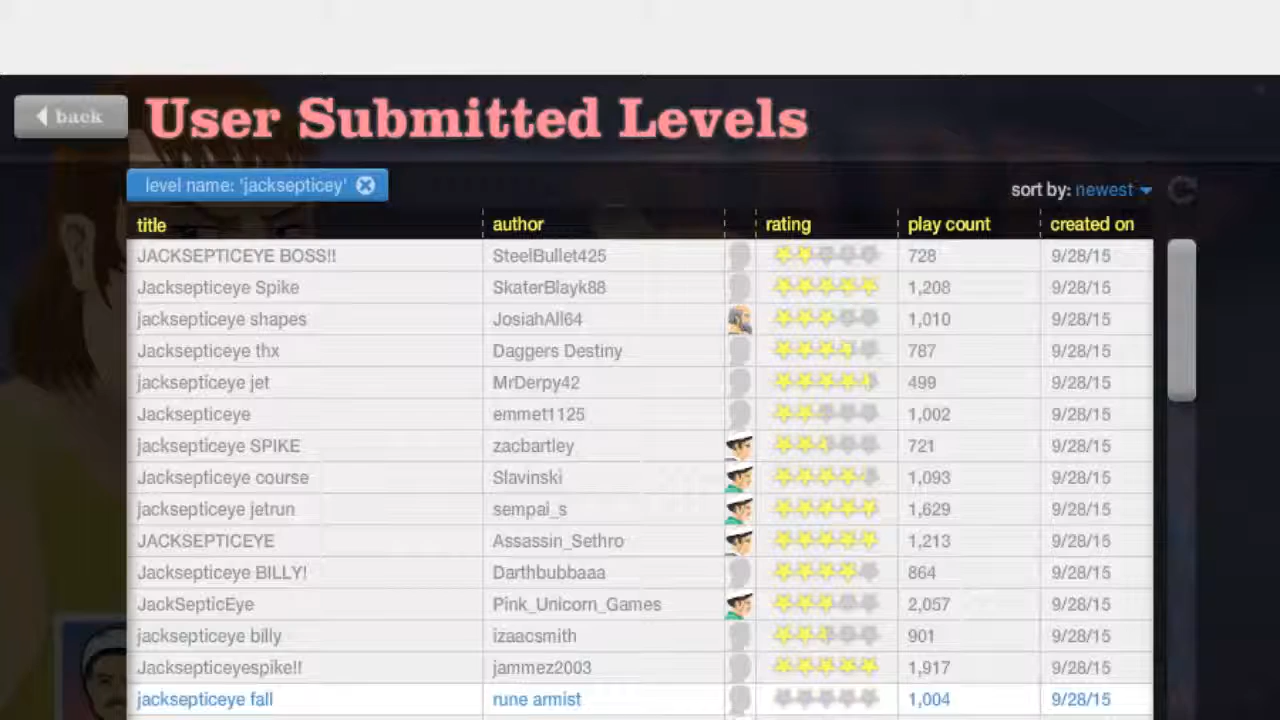 back
User Submitted Levels
level name: 'jacksepticey'
sort by: newest
title author rating play count created on
JACKSEPTICEYE BOSS!! SteelBullet425 728 9/28/15
Jacksepticeye Spike SkaterBlayk88 1,208 9/28/15
jacksepticeye shapes JosiahAll64 1,010 9/28/15
Jacksepticeye thx Daggers Destiny 787 9/28/15
jacksepticeye jet MrDerpy42 499 9/28/15
Jacksepticeye emmet1125 1,002 9/28/15
jacksepticeye SPIKE zacbartley 721 9/28/15
Jacksepticeye course Slavinski 1,093 9/28/15
jacksepticeye jetrun sempai_s 1,629 9/28/15
JACKSEPTICEYE Assassin_Sethro 1,213 9/28/15
Jacksepticeye BILLY! Darthbubbaaa 864 9/28/15
JackSepticEye Pink_Unicorn_Games 2,057 9/28/15
jacksepticeye billy izaacsmith 901 9/28/15
Jacksepticeyespike!! jammez2003 1,917 9/28/15
jacksepticeye fall rune armist 1,004 9/28/15